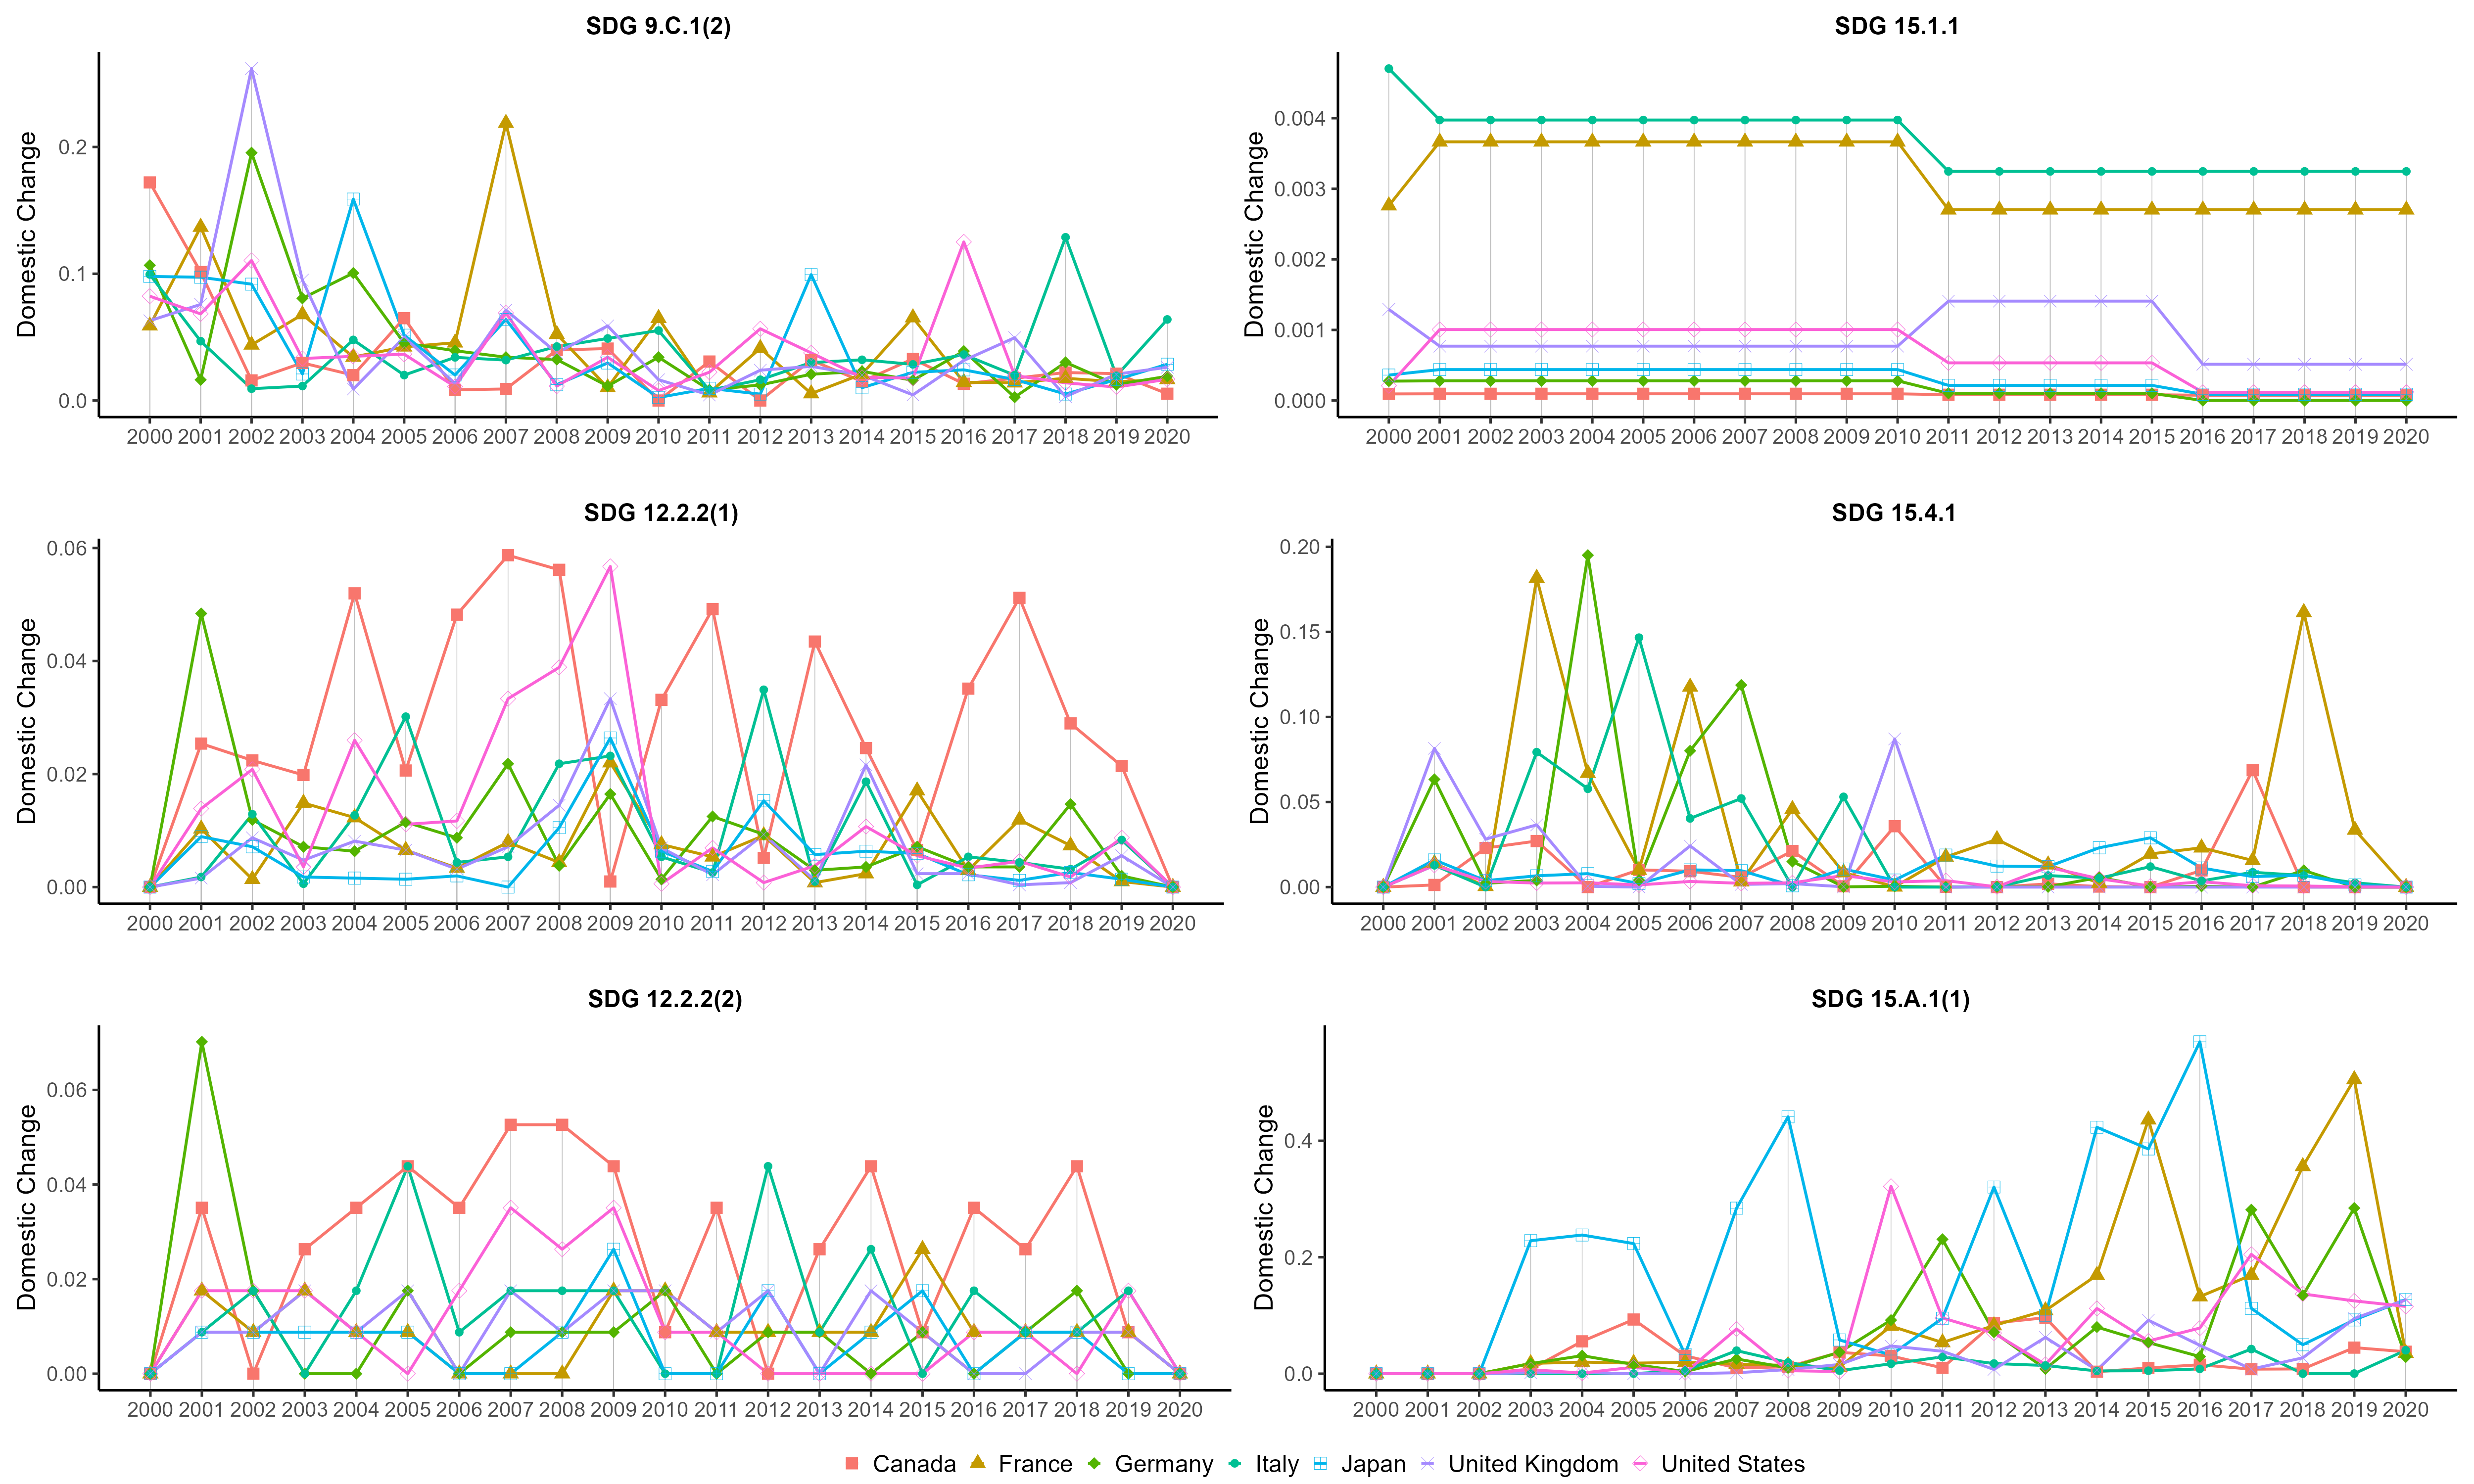 SDG 9.C.1(2)
Domestic Change
0.2
0.1
0.0
2000 2001 2002 2003 2004 2005 2006 2007 2008 2009 2010 2011 2012 2013 2014 2015 2016 2017 2018 2019 2020
SDG 15.1.1
Domestic Change
0.004
0.003
0.002
0.001
0.000
2000 2001 2002 2003 2004 2005 2006 2007 2008 2009 2010 2011 2012 2013 2014 2015 2016 2017 2018 2019 2020
SDG 12.2.2(1)
Domestic Change
0.06
0.04
0.02
0.00
2000 2001 2002 2003 2004 2005 2006 2007 2008 2009 2010 2011 2012 2013 2014 2015 2016 2017 2018 2019 2020
SDG 15.4.1
Domestic Change
0.20
0.15
0.10
0.05
0.00
2000 2001 2002 2003 2004 2005 2006 2007 2008 2009 2010 2011 2012 2013 2014 2015 2016 2017 2018 2019 2020
SDG 12.2.2(2)
Domestic Change
0.06
0.04
0.02
0.00
2000 2001 2002 2003 2004 2005 2006 2007 2008 2009 2010 2011 2012 2013 2014 2015 2016 2017 2018 2019 2020
SDG 15.A.1(1)
Domestic Change
0.4
0.2
0.0
2000 2001 2002 2003 2004 2005 2006 2007 2008 2009 2010 2011 2012 2013 2014 2015 2016 2017 2018 2019 2020
Canada France Germany Italy Japan United Kingdom United States